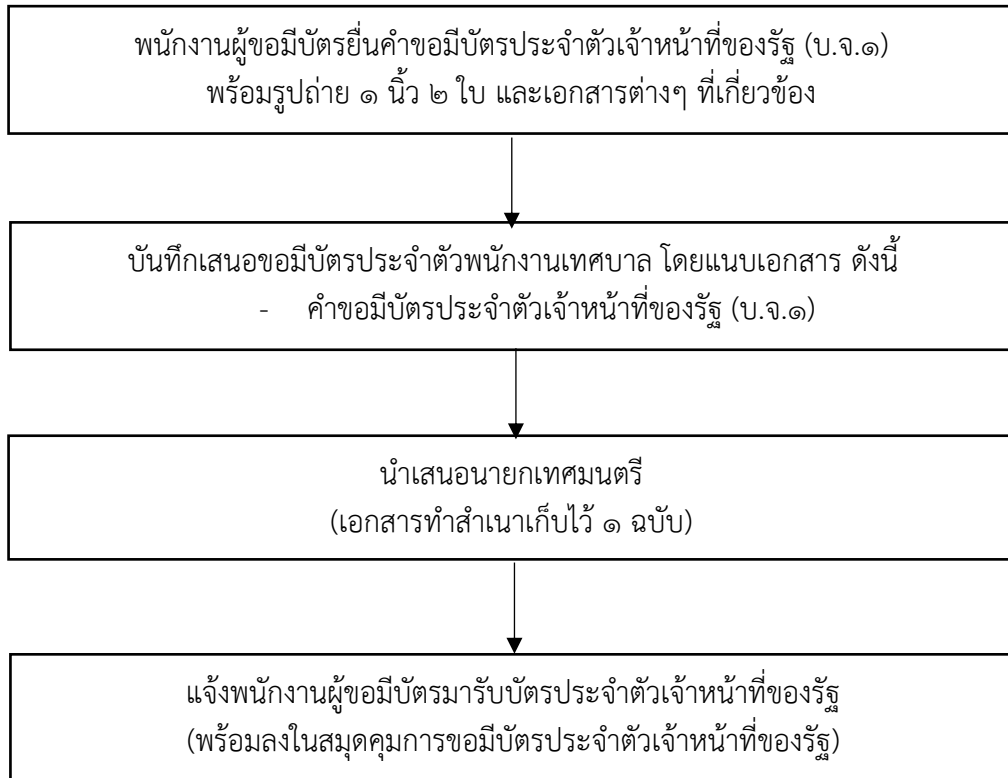 พนักงานผู้ขอมีบัตรยื่นคำขอมีบัตรประจำตัวเจ้าหน้าที่ของรัฐ (บ.จ.๑)
พร้อมรูปถ่าย ๑ นิ้ว ๒ ใบ และเอกสารต่างๆ ที่เกี่ยวข้อง
บันทึกเสนอขอมีบัตรประจำตัวพนักงานเทศบาล โดยแนบเอกสาร ดังนี้
- คำขอมีบัตรประจำตัวเจ้าหน้าที่ของรัฐ (บ.จ.๑)
นำเสนอนายกเทศมนตรี
(เอกสารทำสำเนาเก็บไว้ ๑ ฉบับ)
แจ้งพนักงานผู้ขอมีบัตรมารับบัตรประจำตัวเจ้าหน้าที่ของรัฐ
(พร้อมลงในสมุดคุมการขอมีบัตรประจำตัวเจ้าหน้าที่ของรัฐ)